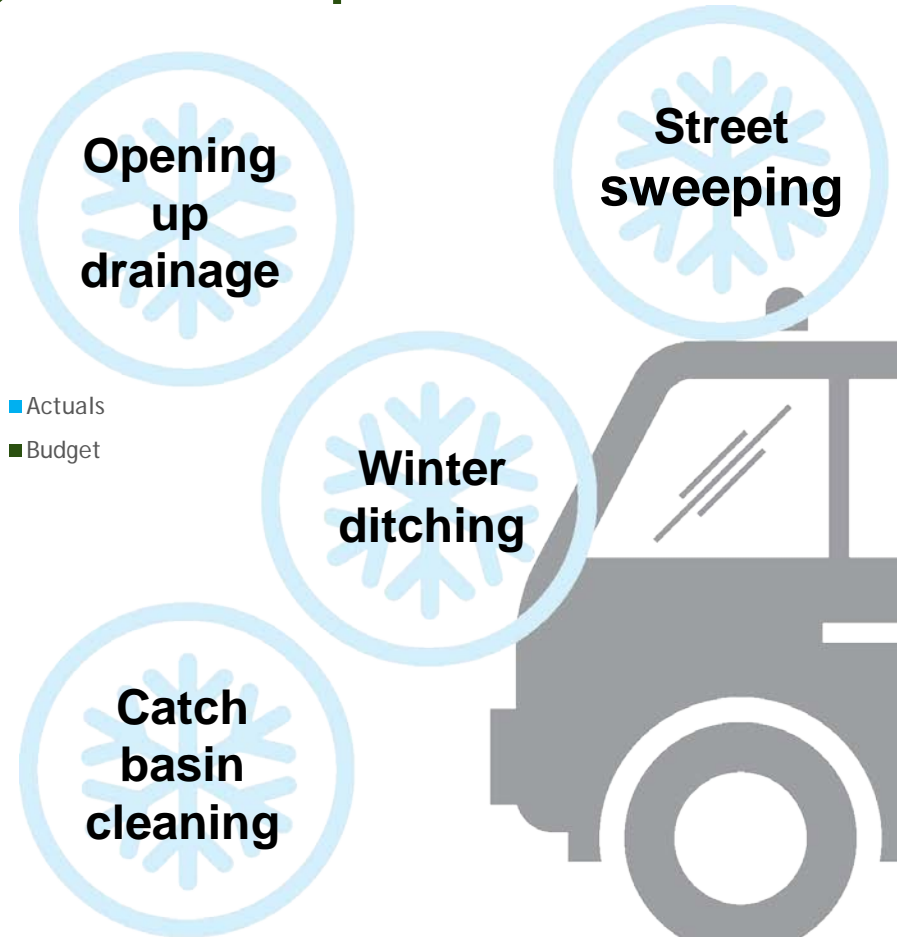 Opening
up
drainage
Street
sweeping
Actuals
Budget
Winter
ditching
Catch
basin
cleaning